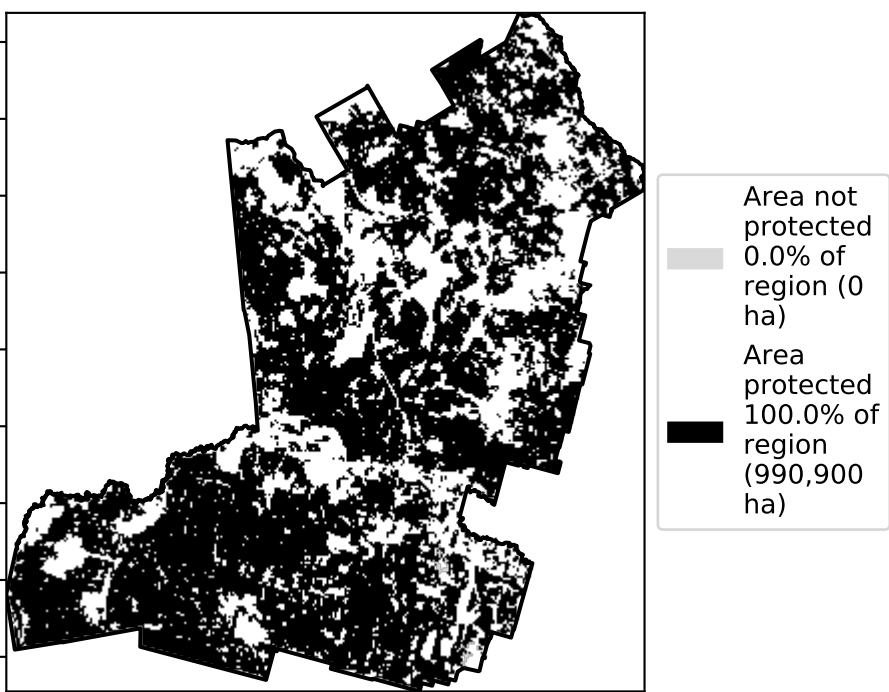 Area not
protected
0.0% of
region (0
ha)
Area
protected
100.0% of
region
(990,900
ha)